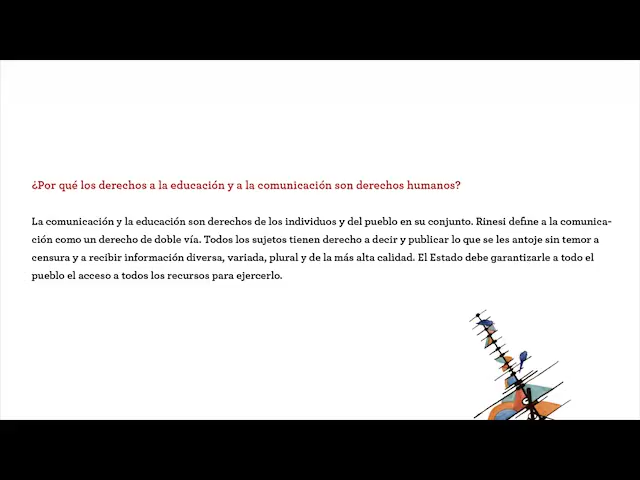 ¿Por qué los derechos a la educación y a la comunicación son derechos humanos?
La comunicación y la educación son derechos de los individuos y del pueblo en su conjunto. Rinesi define a la comunica-
ción como un derecho de doble vía. Todos los sujetos tienen derecho a decir y publicar lo que se les antoje sin temor a
censura y a recibir información diversa, variada, plural y de la más alta calidad. El Estado debe garantizarle a todo el
pueblo el acceso a todos los recursos para ejercerlo.